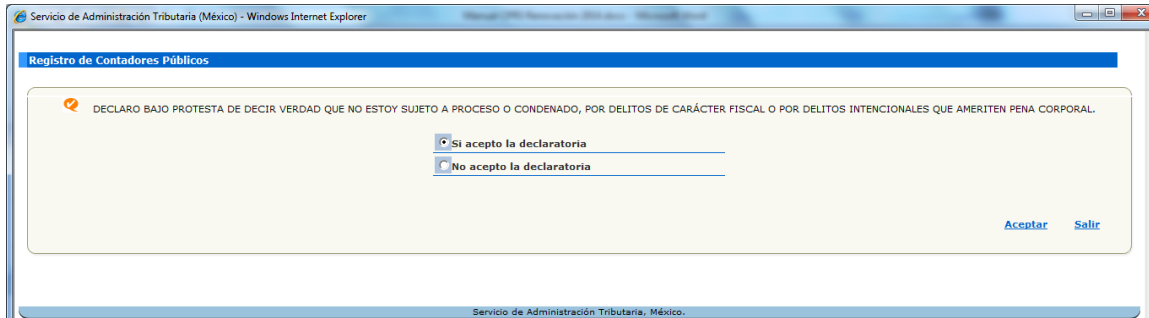 Servicio de Administración Tributaria (México) - Windows Internet Explorer
Registro de Contadores Públicos
DECLARO BAJO PROTESTA DE DECIR VERDAD QUE NO ESTOY SUJETO A PROCESO O CONDENADO, POR DELITOS DE CARÁCTER FISCAL O POR DELITOS INTENCIONALES QUE AMERITEN PENA CORPORAL.
Si acepto la declaratoria
No acepto la declaratoria
Aceptar Salir
Servicio de Administración Tributaria, México.